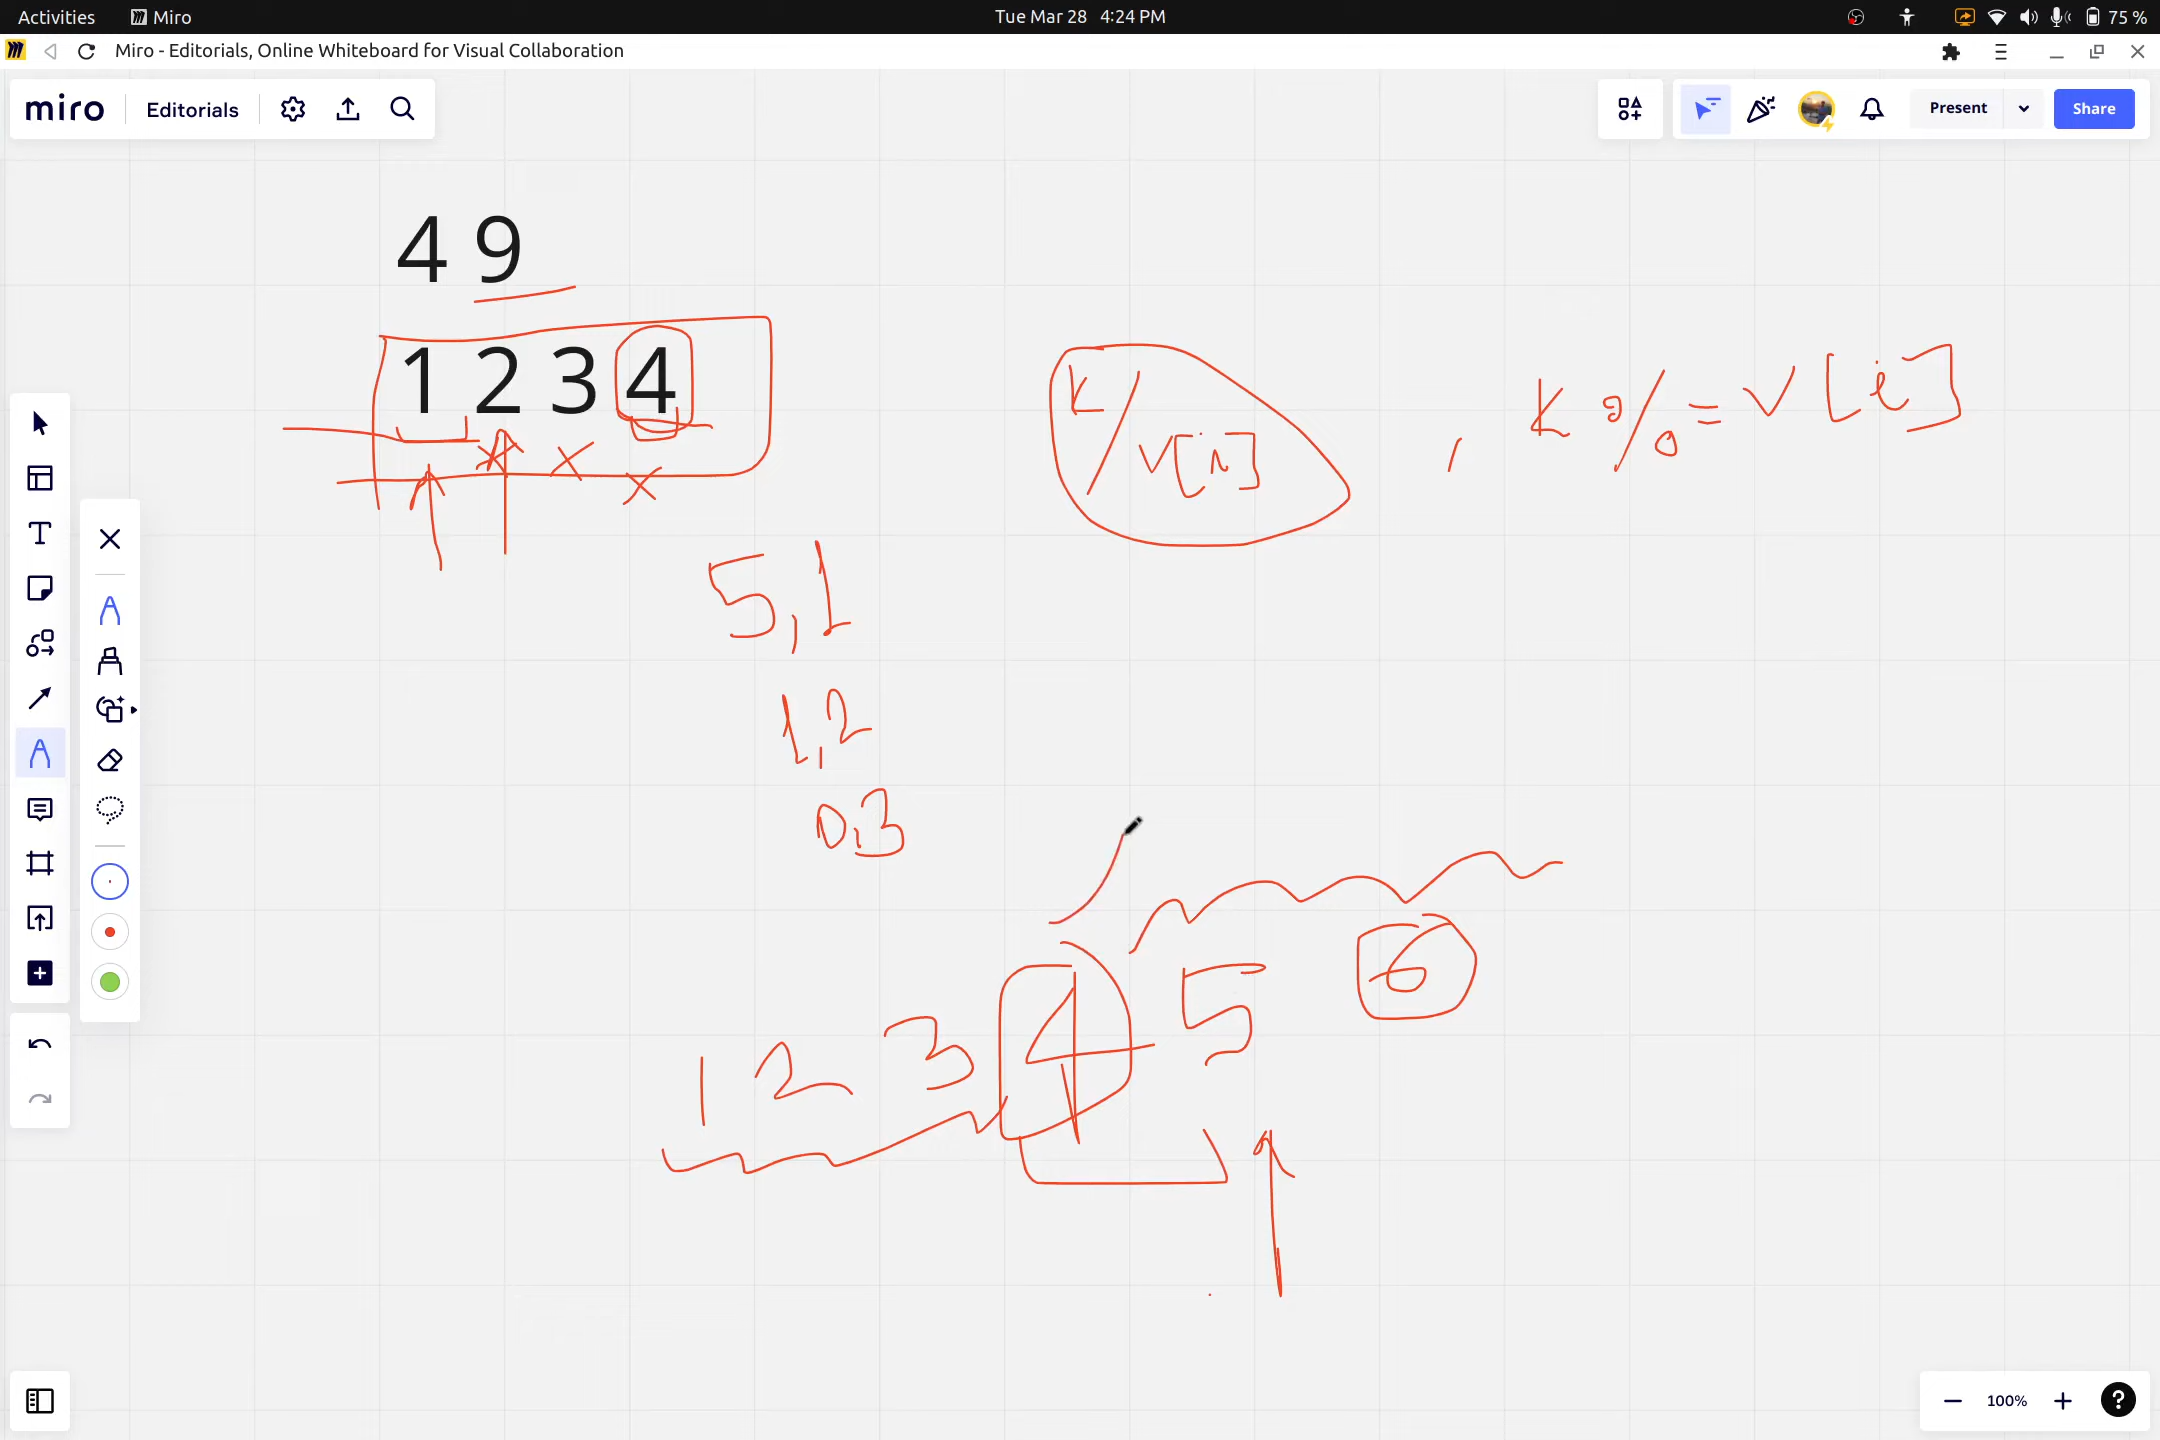 Activities Miro Tue Mar 28 4:24 PM 75 %
Miro - Editorials, Online Whiteboard for Visual Collaboration
miro Editorials Present Share
4 9
1 2 3 4
K/V[i] , K %= V[i]
5,1
1,2
0,3
1 2 3 4 5 6
100%